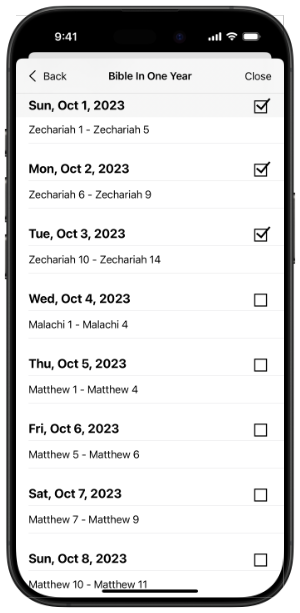 9:41
Back Bible In One Year Close
Sun, Oct 1, 2023
Zechariah 1 - Zechariah 5
Mon, Oct 2, 2023
Zechariah 6 - Zechariah 9
Tue, Oct 3, 2023
Zechariah 10 - Zechariah 14
Wed, Oct 4, 2023
Malachi 1 - Malachi 4
Thu, Oct 5, 2023
Matthew 1 - Matthew 4
Fri, Oct 6, 2023
Matthew 5 - Matthew 6
Sat, Oct 7, 2023
Matthew 7 - Matthew 9
Sun, Oct 8, 2023
Matthew 10 - Matthew 11